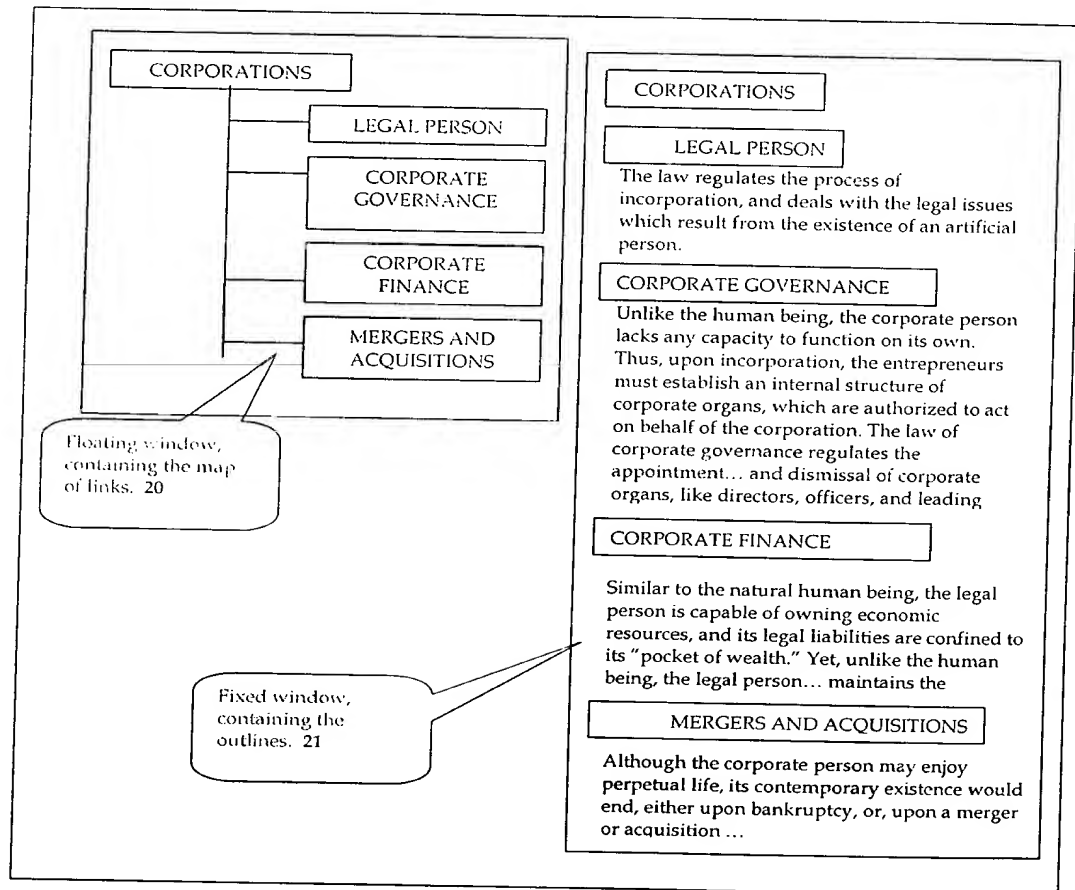 CORPORATIONS
LEGAL PERSON
CORPORATE
GOVERNANCE
CORPORATE
FINANCE
MERGERS AND
ACQUISITIONS
Floating window,
containing the map
of links. 20
Fixed window,
containing the
outlines. 21
CORPORATIONS
LEGAL PERSON
The law regulates the process of
incorporation, and deals with the legal issues
which result from the existence of an artificial
person.
CORPORATE GOVERNANCE
Unlike the human being, the corporate person
lacks any capacity to function on its own.
Thus, upon incorporation, the entrepreneurs
must establish an internal structure of
corporate organs, which are authorized to act
on behalf of the corporation. The law of
corporate governance regulates the
appointment... and dismissal of corporate
organs, like directors, officers, and leading
CORPORATE FINANCE
Similar to the natural human being, the legal
person is capable of owning economic
resources, and its legal liabilities are confined to
its "pocket of wealth." Yet, unlike the human
being, the legal person... maintains the
MERGERS AND ACQUISITIONS
Although the corporate person may enjoy
perpetual life, its contemporary existence would
end, either upon bankruptcy, or, upon a merger
or acquisition ...